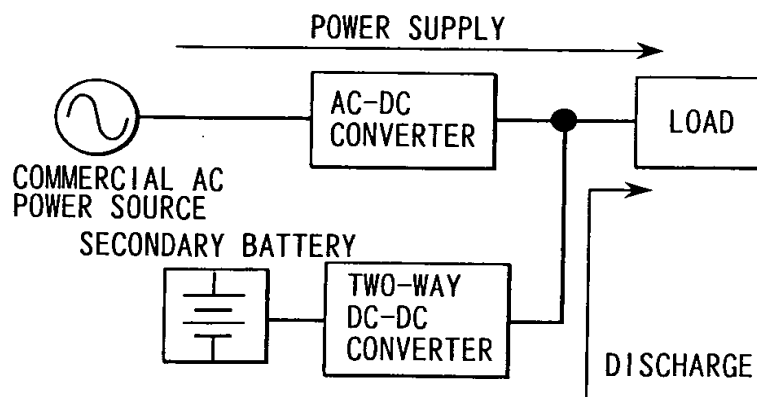 POWER SUPPLY
AC-DC
CONVERTER
LOAD
COMMERCIAL AC
POWER SOURCE
SECONDARY BATTERY
TWO-WAY
DC-DC
CONVERTER
DISCHARGE